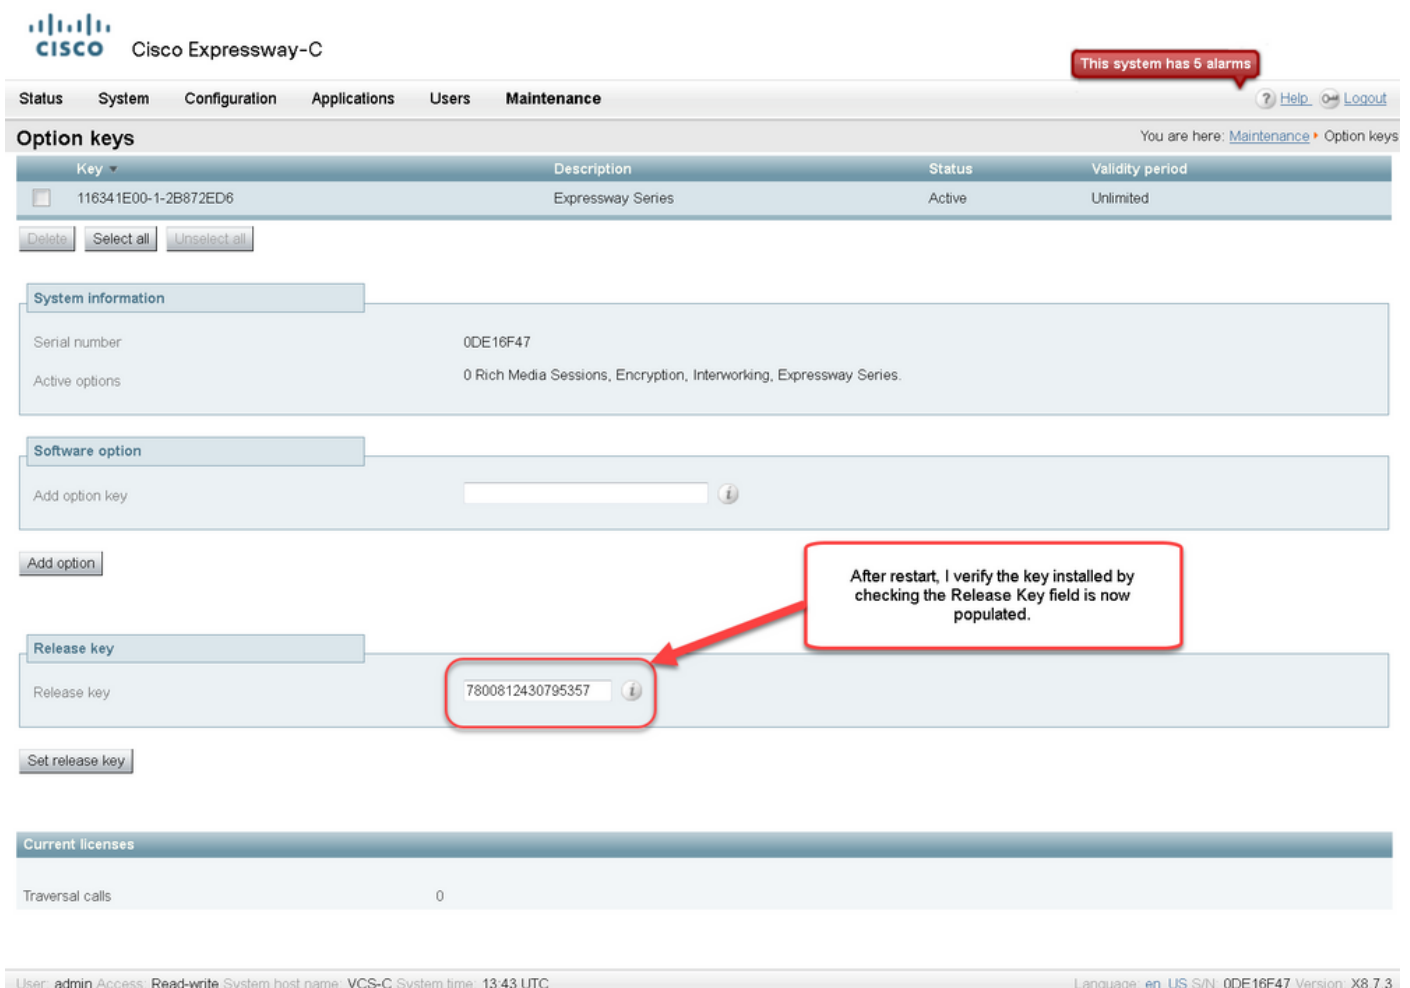 CISCO Cisco Expressway-C
This system has 5 alarms
Status System Configuration Applications Users Maintenance
? Help Logout
Option keys
You are here: Maintenance Option keys
Key Description Status Validity period
116341E00-1-2B872ED6 Expressway Series Active Unlimited
Delete Select all Unselect all
System information
Serial number 0DE16F47
Active options 0 Rich Media Sessions, Encryption, Interworking, Expressway Series.
Software option
Add option key i
Add option
After restart, I verify the key installed by
checking the Release Key field is now
populated.
Release key
Release key 7800812430795357 i
Set release key
Current licenses
Traversal calls 0
User: admin Access: Read-write System host name: VCS-C System time: 13:43 UTC
Language: en_US S/N: 0DE16F47 Version: X8.7.3